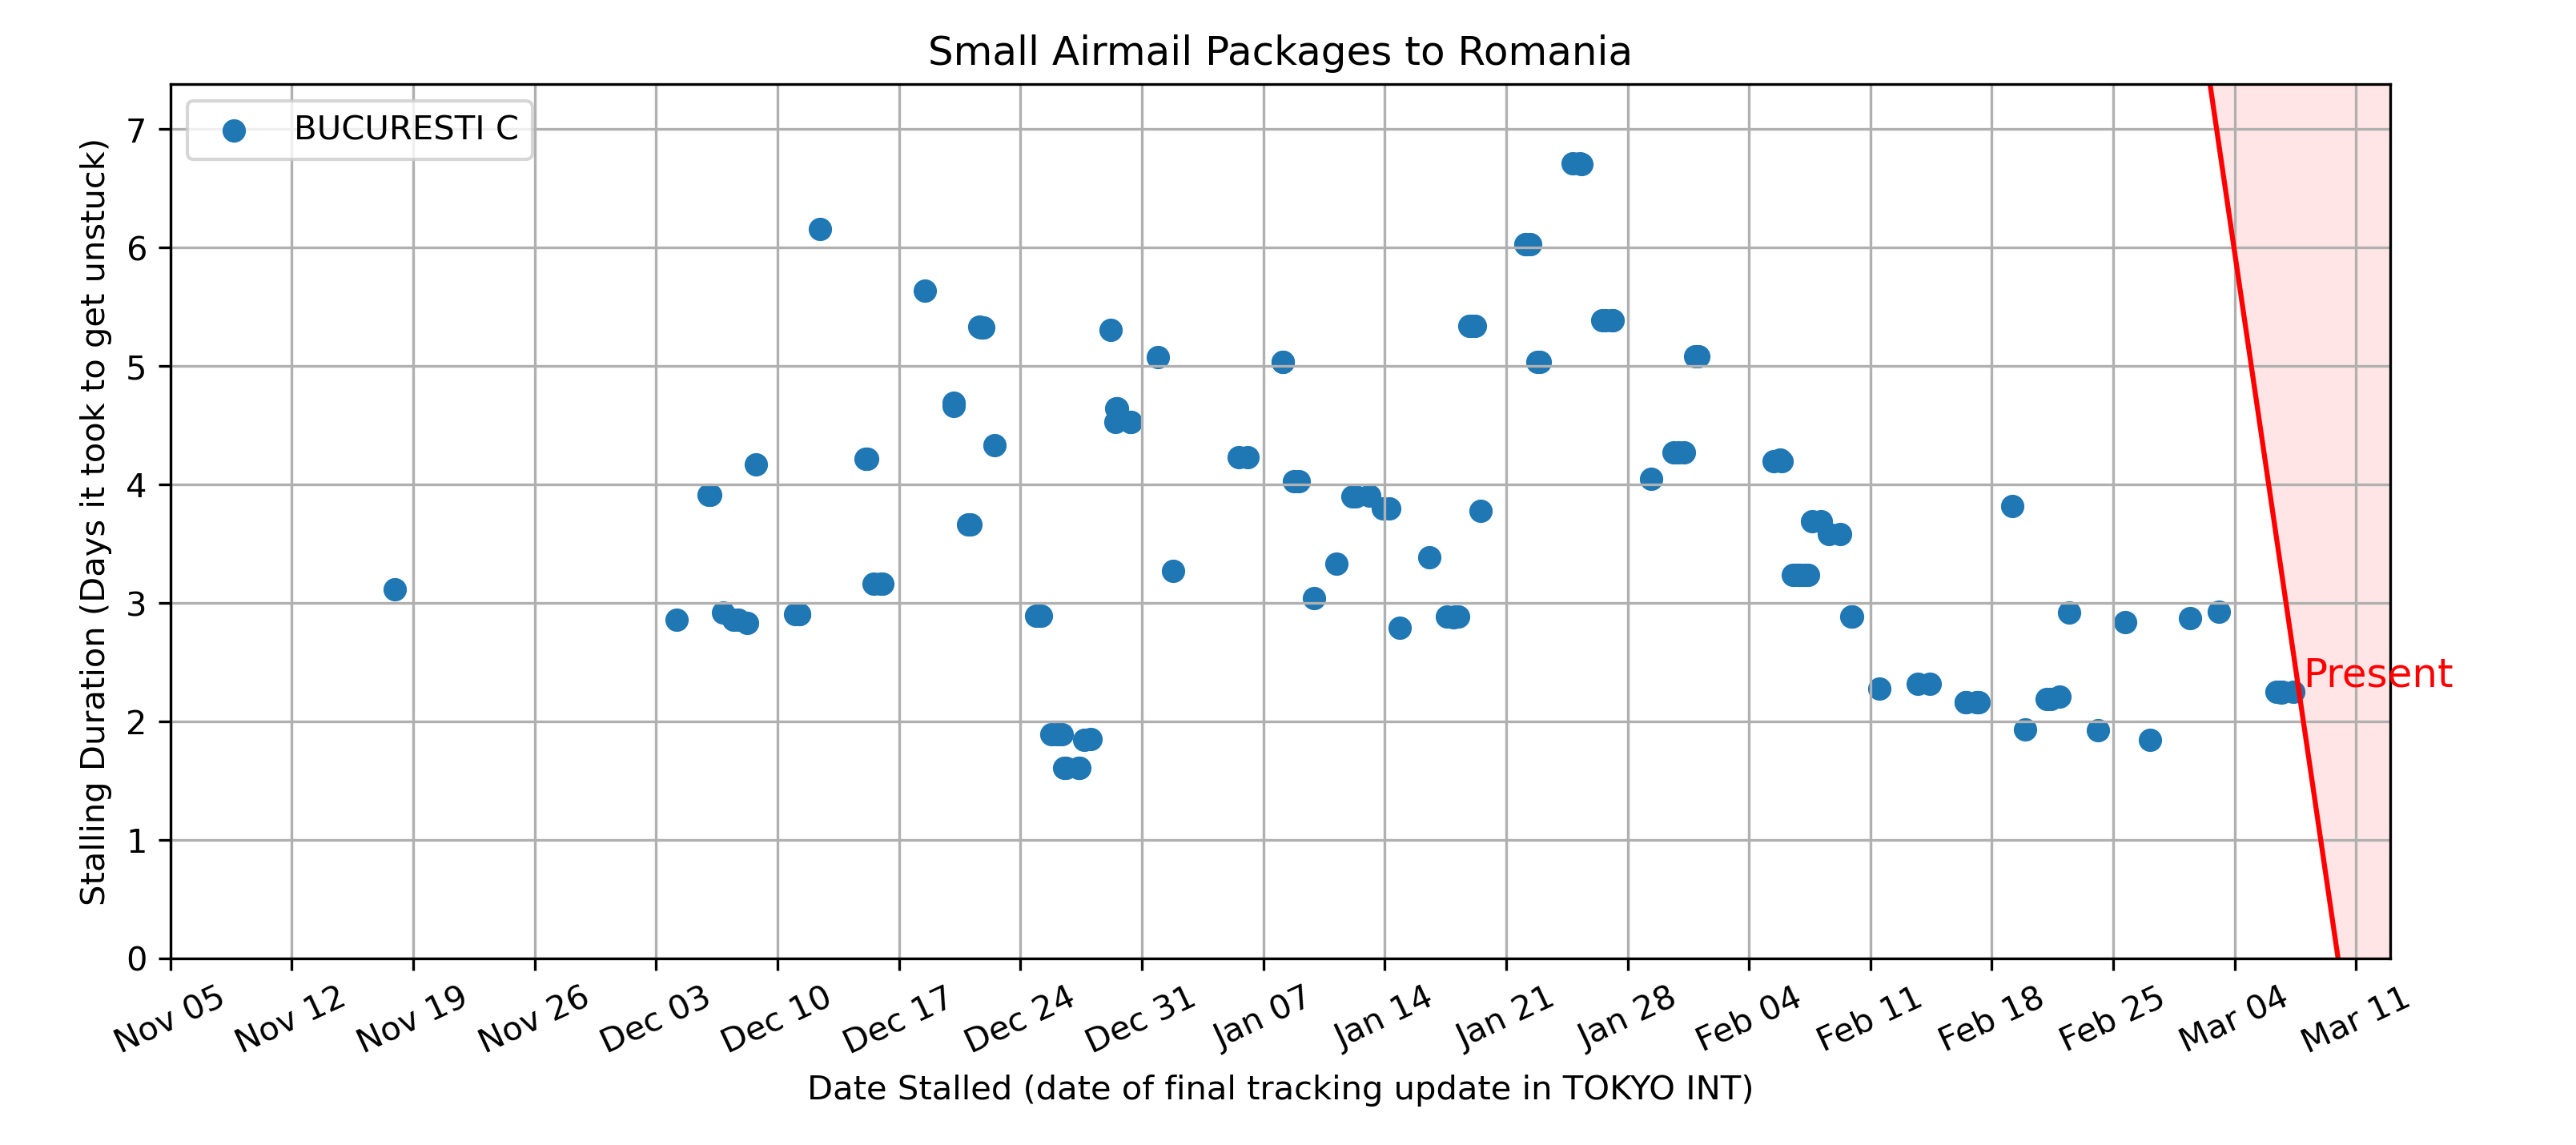 Small Airmail Packages to Romania
BUCURESTI C
Stalling Duration (Days it took to get unstuck)
7
6
5
4
3
2
1
0
Present
Nov 05
Nov 12
Nov 19
Nov 26
Dec 03
Dec 10
Dec 17
Dec 24
Dec 31
Jan 07
Jan 14
Jan 21
Jan 28
Feb 04
Feb 11
Feb 18
Feb 25
Mar 04
Mar 11
Date Stalled (date of final tracking update in TOKYO INT)